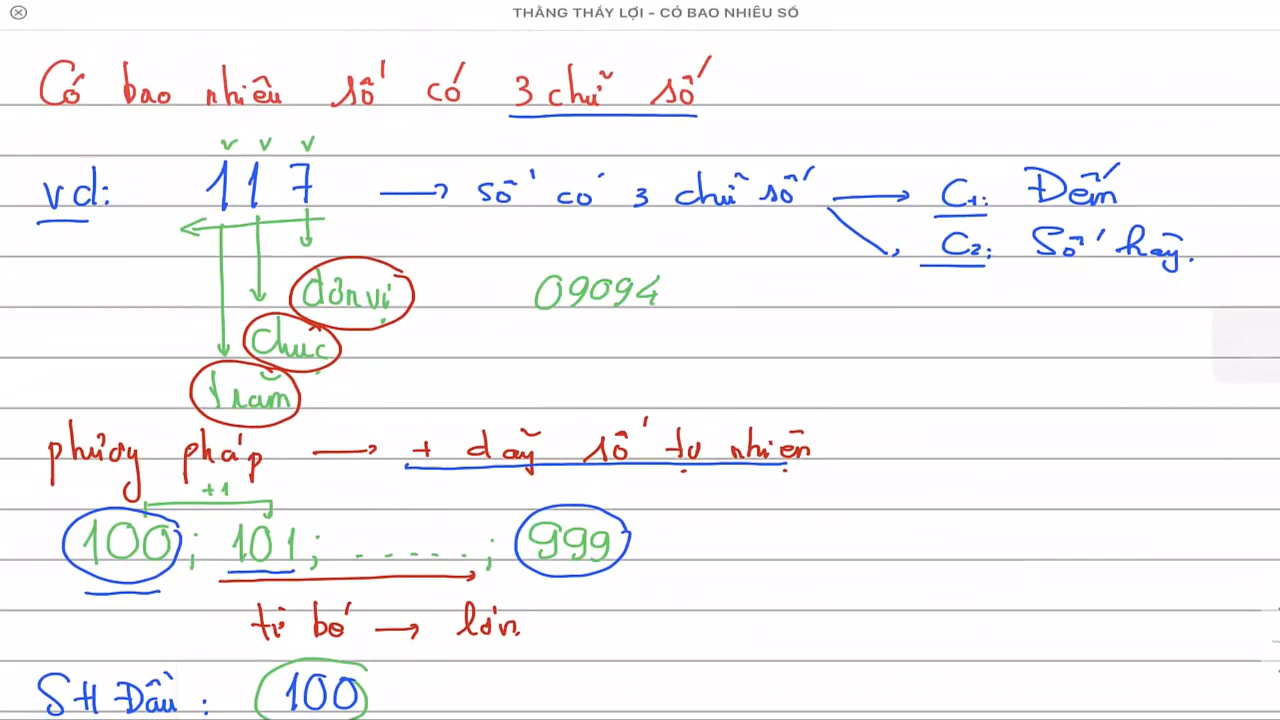 THẰNG THẦY LỢI - CÓ BAO NHIÊU SỐ
Có bao nhiêu số có 3 chữ số
vd: 117 → số có 3 chữ số → C1: Đếm
C2: Số hạng.
đơn vị
09094
chục
trăm
phương pháp → + dãy số tự nhiên
+1
100; 101; .......; 999
từ bé → lớn.
SH Đầu: 100